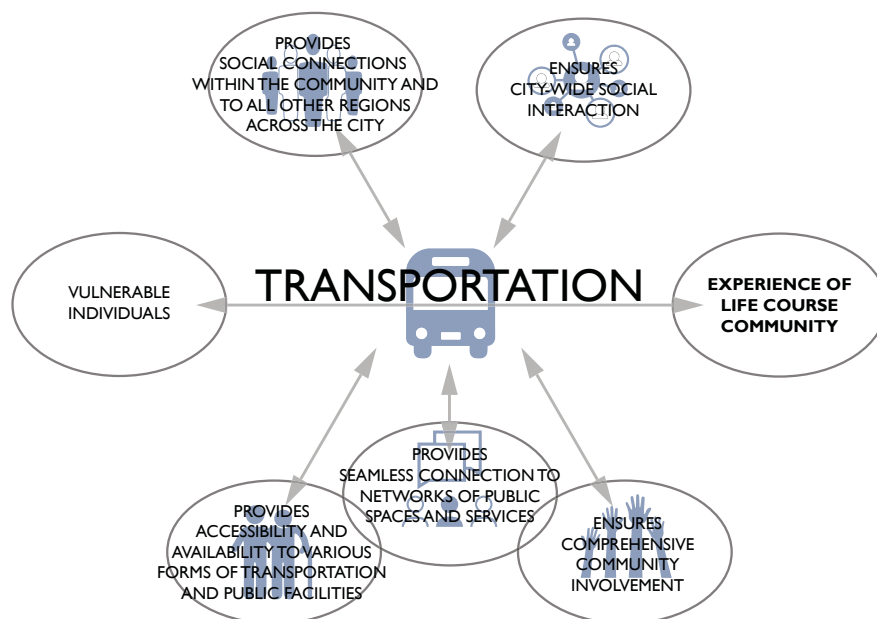 PROVIDES
SOCIAL CONNECTIONS
WITHIN THE COMMUNITY AND
TO ALL OTHER REGIONS
ACROSS THE CITY
ENSURES
CITY-WIDE SOCIAL
INTERACTION
TRANSPORTATION
VULNERABLE
INDIVIDUALS
EXPERIENCE OF
LIFE COURSE
COMMUNITY
PROVIDES
SEAMLESS CONNECTION TO
NETWORKS OF PUBLIC
SPACES AND SERVICES
PROVIDES
ACCESSIBILITY AND
AVAILABILITY TO VARIOUS
FORMS OF TRANSPORTATION
AND PUBLIC FACILITIES
ENSURES
COMPREHENSIVE
COMMUNITY
INVOLVEMENT